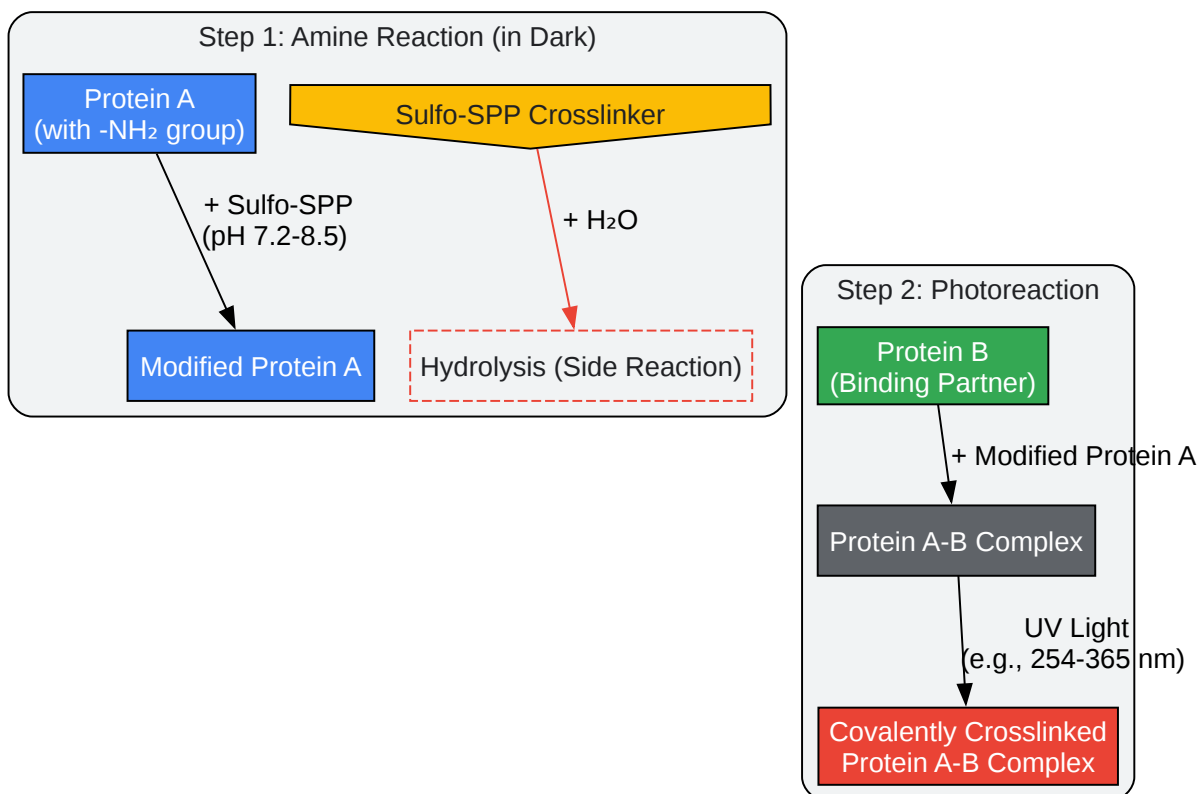 Step 1: Amine Reaction (in Dark)
Protein A
(with -NH₂ group)
Sulfo-SPP Crosslinker
+ Sulfo-SPP
(pH 7.2-8.5)
+ H₂O
Modified Protein A
Hydrolysis (Side Reaction)
Step 2: Photoreaction
Protein B
(Binding Partner)
+ Modified Protein A
Protein A-B Complex
UV Light
(e.g., 254-365 nm)
Covalently Crosslinked
Protein A-B Complex